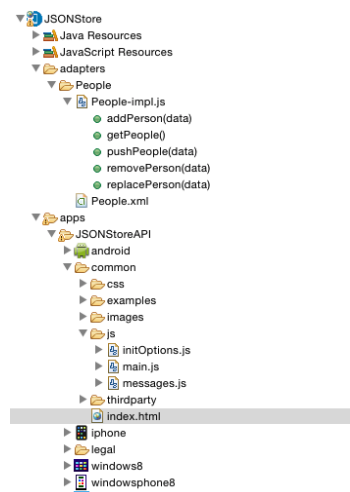 JSONStore
Java Resources
JavaScript Resources
adapters
People
People-impl.js
addPerson(data)
getPeople()
pushPeople(data)
removePerson(data)
replacePerson(data)
People.xml
apps
JSONStoreAPI
android
common
css
examples
images
js
initOptions.js
main.js
messages.js
thirdparty
index.html
iphone
legal
windows8
windowsphone8